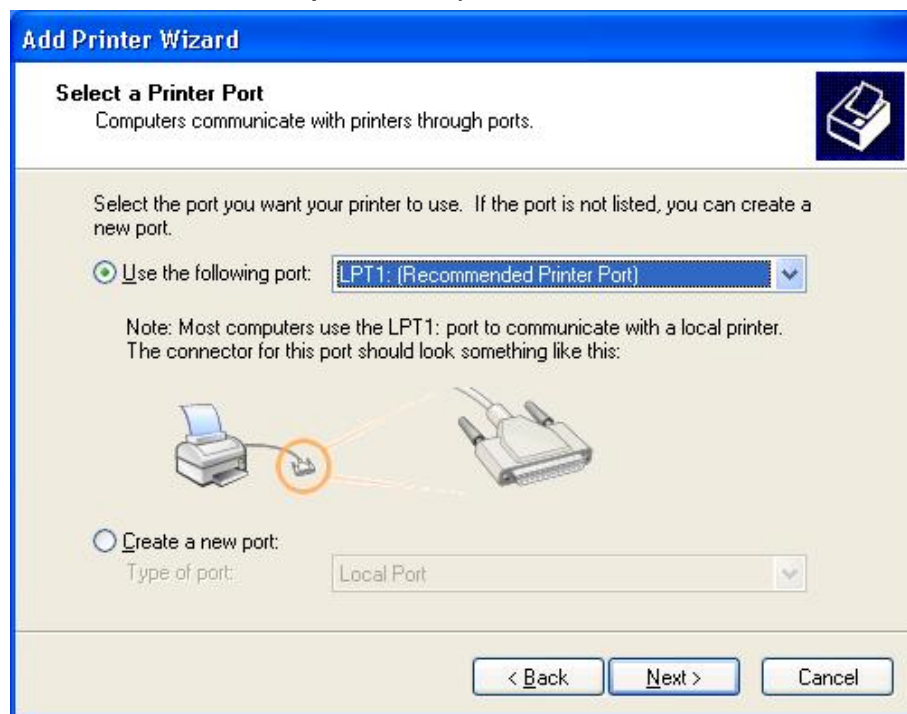 Add Printer Wizard
Select a Printer Port
Computers communicate with printers through ports.
Select the port you want your printer to use.  If the port is not listed, you can create a
new port.
Use the following port: LPT1: (Recommended Printer Port)
Note: Most computers use the LPT1: port to communicate with a local printer.
The connector for this port should look something like this:
Create a new port:
Type of port: Local Port
< Back Next > Cancel